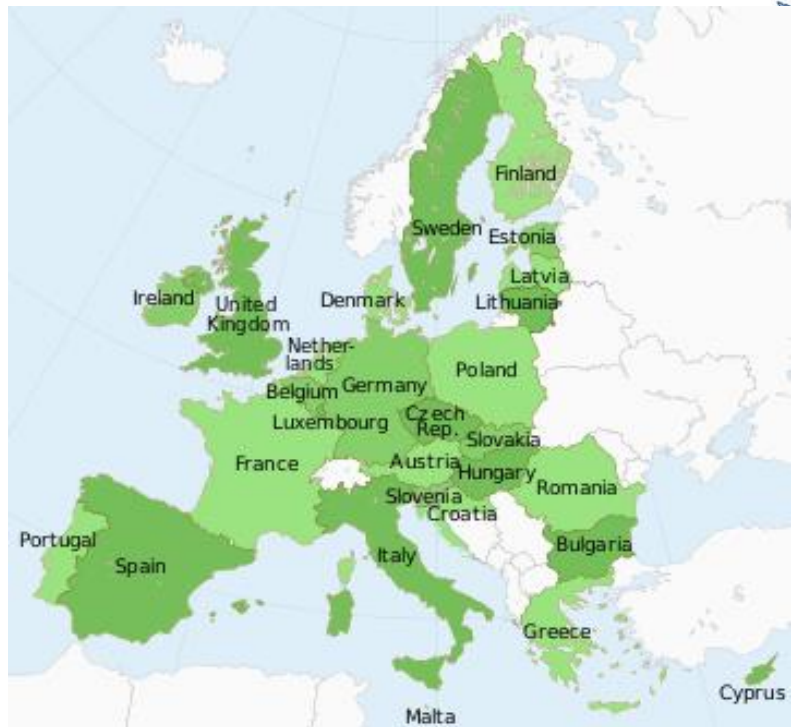 Finland
Sweden
Estonia
Latvia
Lithuania
Denmark
Ireland
United
Kingdom
Nether-
lands
Poland
Belgium
Germany
Luxembourg
Czech
Rep.
Slovakia
France
Austria
Hungary
Romania
Slovenia
Croatia
Portugal
Spain
Italy
Bulgaria
Greece
Cyprus
Malta